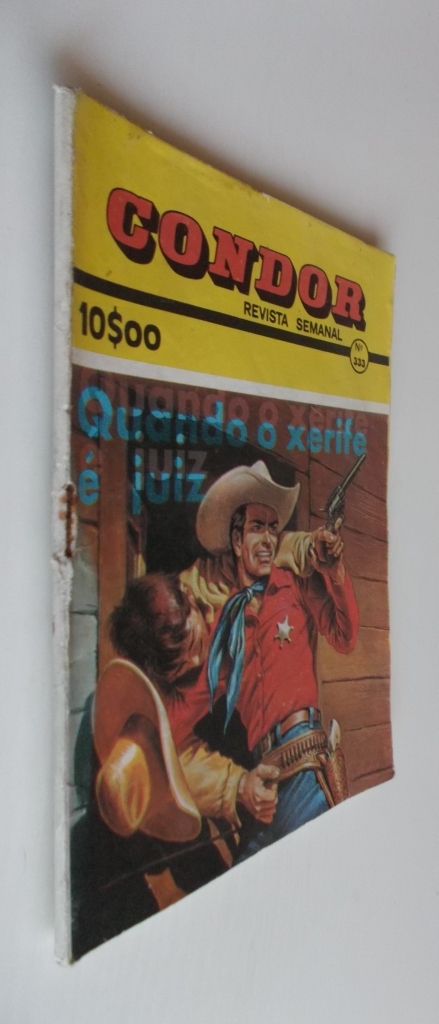 CONDOR
REVISTA SEMANAL
10$00
Nº
333
Quando o xerife
é juiz